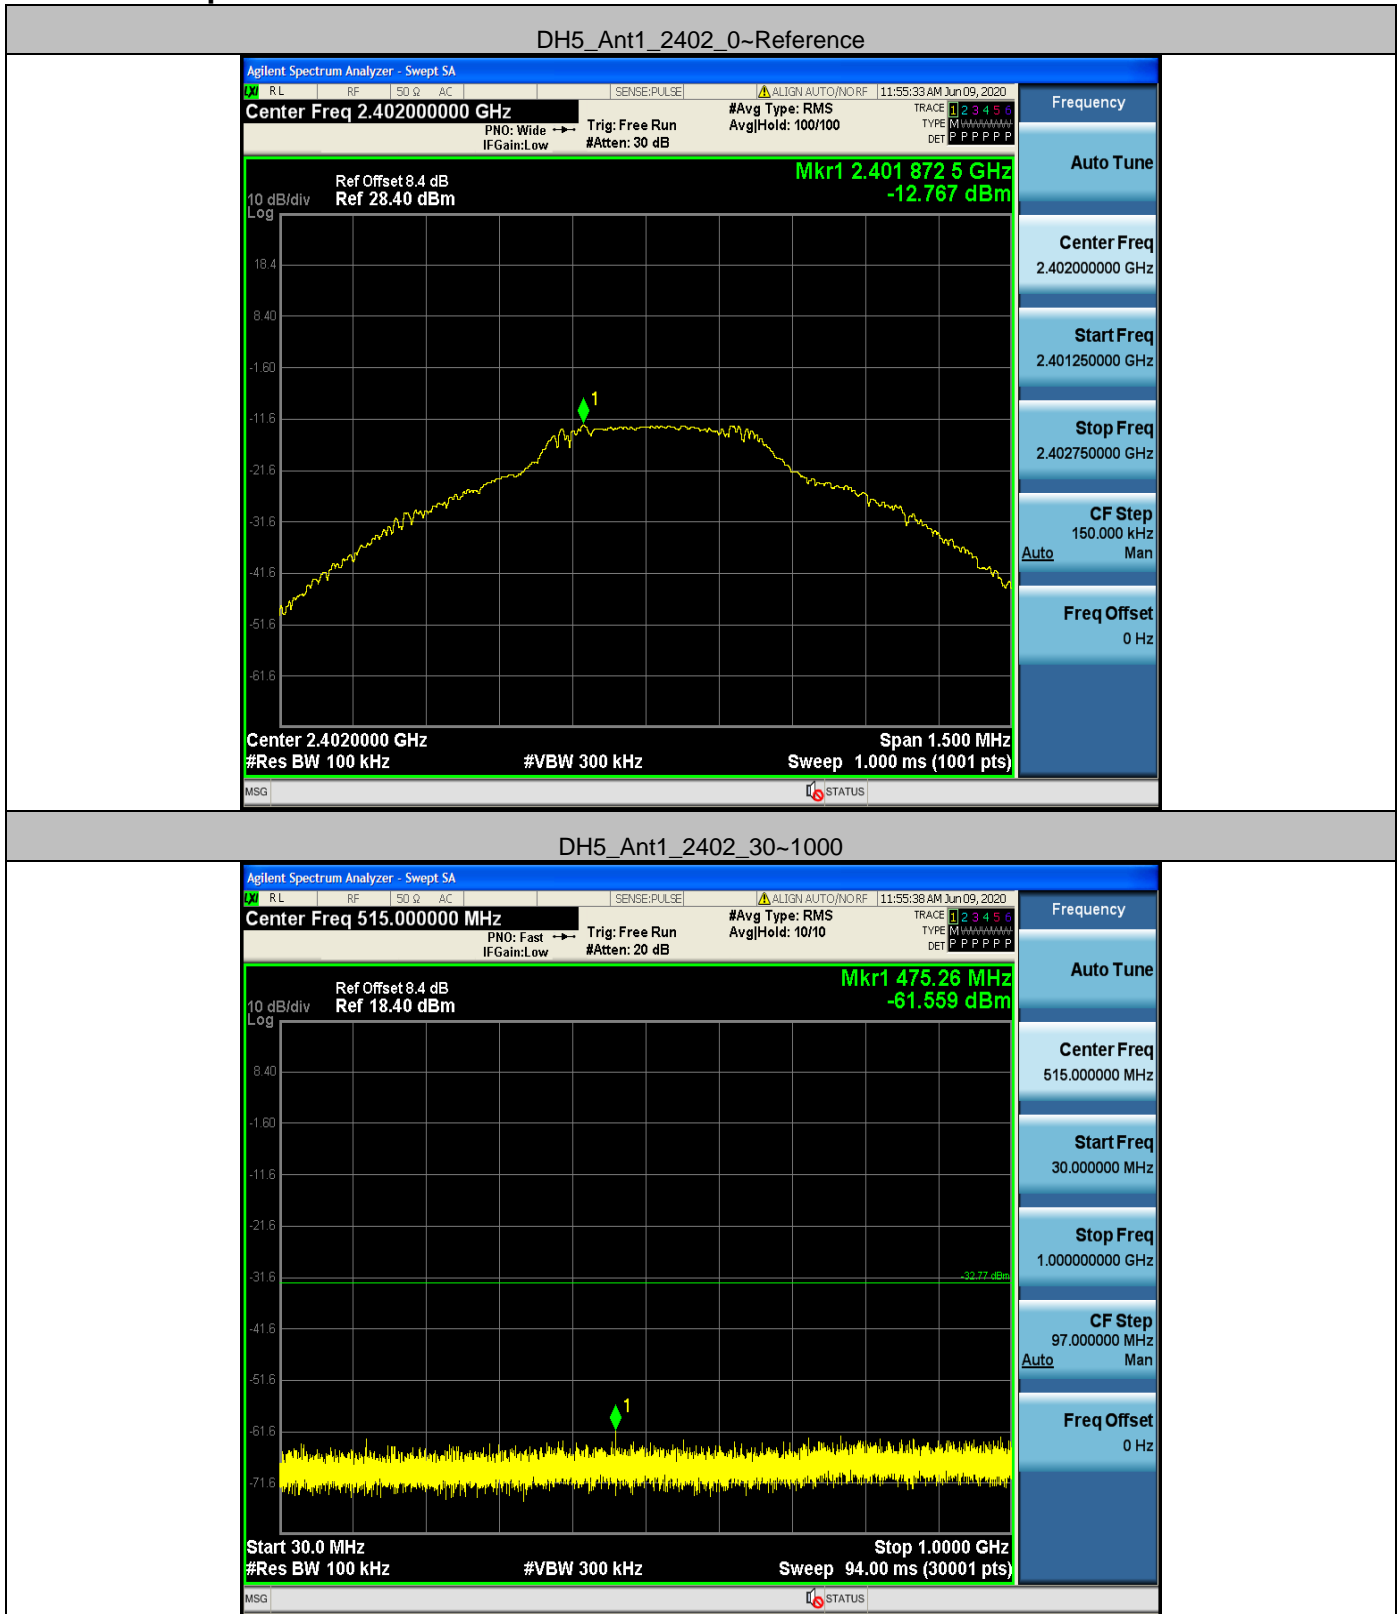 DH5_Ant1_2402_0~Reference
Agilent Spectrum Analyzer - Swept SA
LXI RL RF 50 Ω AC SENSE:PULSE ALIGN AUTO/NO RF 11:55:33 AM Jun 09, 2020
Center Freq 2.402000000 GHz
PNO: Wide
IFGain:Low
Trig: Free Run
#Atten: 30 dB
#Avg Type: RMS
Avg|Hold: 100/100
TRACE 1 2 3 4 5 6
TYPE M
DET P P P P P P
Frequency
Auto Tune
Mkr1 2.401 872 5 GHz
-12.767 dBm
Ref Offset 8.4 dB
10 dB/div Ref 28.40 dBm
Log
18.4
8.40
-1.60
-11.6
-21.6
-31.6
-41.6
-51.6
-61.6
1
Center Freq
2.402000000 GHz
Start Freq
2.401250000 GHz
Stop Freq
2.402750000 GHz
CF Step
150.000 kHz
Auto Man
Freq Offset
0 Hz
Center 2.4020000 GHz Span 1.500 MHz
#Res BW 100 kHz #VBW 300 kHz Sweep 1.000 ms (1001 pts)
MSG STATUS
DH5_Ant1_2402_30~1000
Agilent Spectrum Analyzer - Swept SA
LXI RL RF 50 Ω AC SENSE:PULSE ALIGN AUTO/NO RF 11:55:38 AM Jun 09, 2020
Center Freq 515.000000 MHz
PNO: Fast
IFGain:Low
Trig: Free Run
#Atten: 20 dB
#Avg Type: RMS
Avg|Hold: 10/10
TRACE 1 2 3 4 5 6
TYPE M
DET P P P P P P
Frequency
Auto Tune
Mkr1 475.26 MHz
-61.559 dBm
Ref Offset 8.4 dB
10 dB/div Ref 18.40 dBm
Log
8.40
-1.60
-11.6
-21.6
-31.6
-41.6
-51.6
-61.6
-71.6
-32.77 dBm
1
Center Freq
515.000000 MHz
Start Freq
30.000000 MHz
Stop Freq
1.000000000 GHz
CF Step
97.000000 MHz
Auto Man
Freq Offset
0 Hz
Start 30.0 MHz Stop 1.0000 GHz
#Res BW 100 kHz #VBW 300 kHz Sweep 94.00 ms (30001 pts)
MSG STATUS